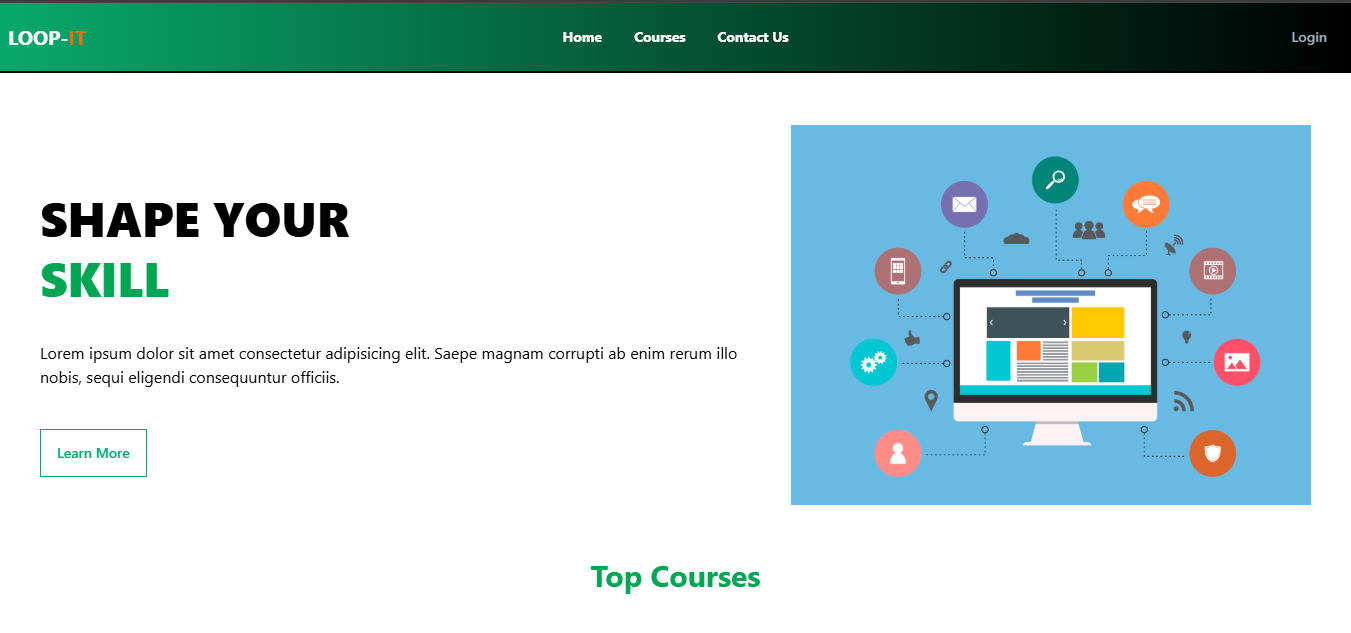 LOOP-IT
Home Courses Contact Us
Login
SHAPE YOUR
SKILL
Lorem ipsum dolor sit amet consectetur adipisicing elit. Saepe magnam corrupti ab enim rerum illo
nobis, sequi eligendi consequuntur officiis.
Learn More
Top Courses